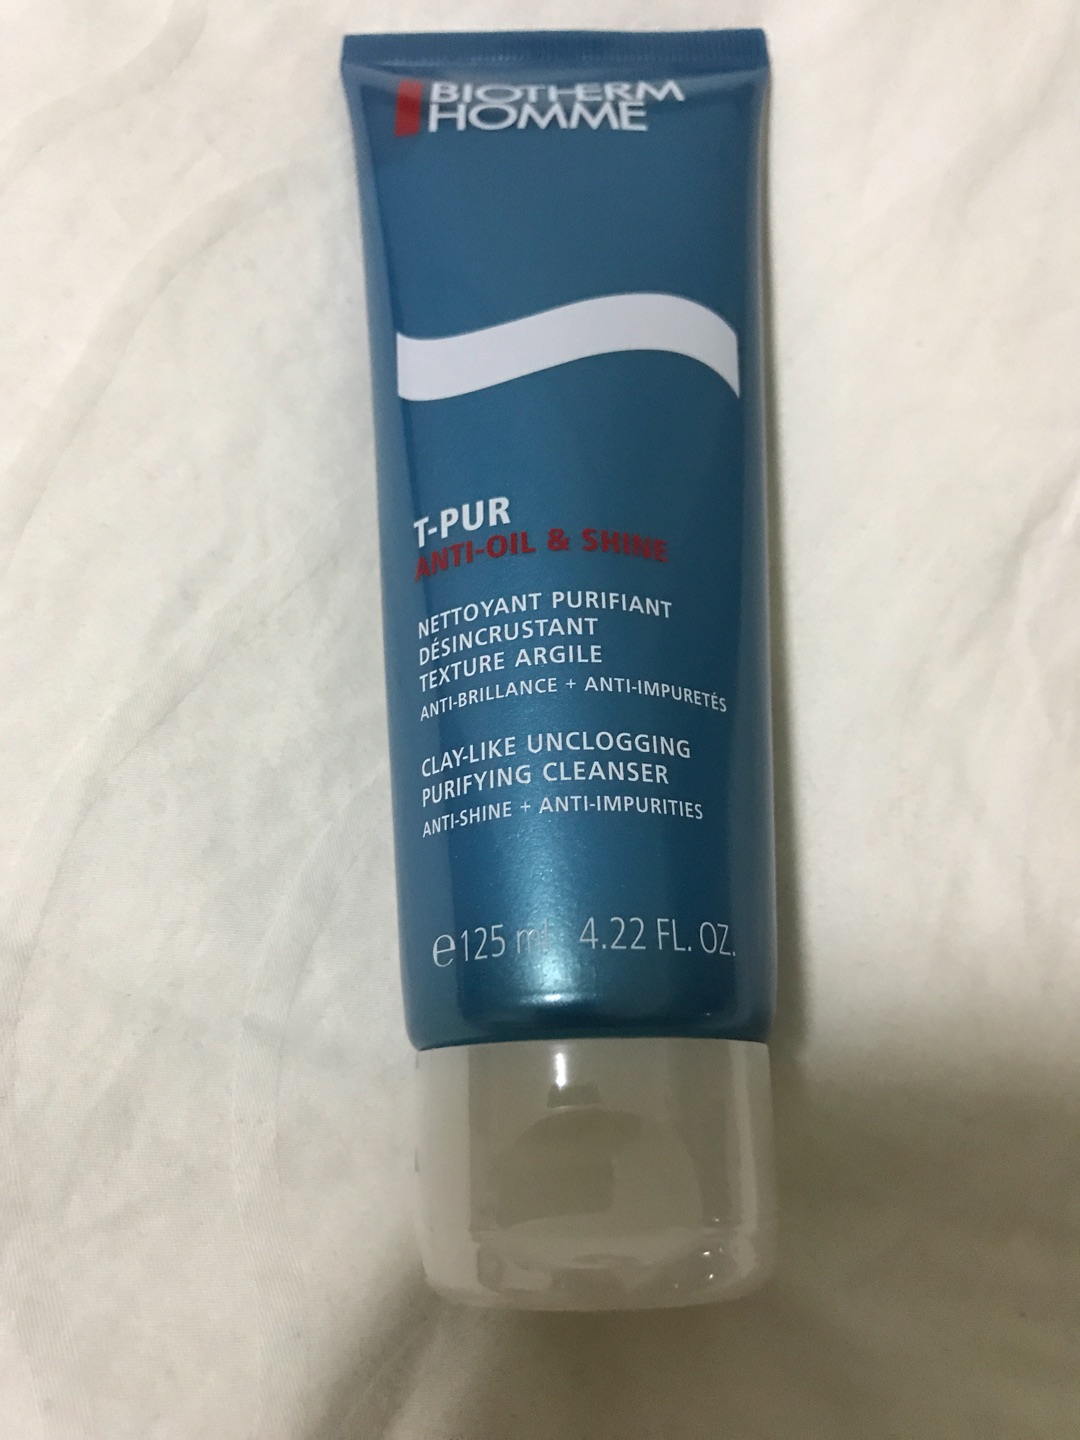 BIOTHERM
HOMME
T-PUR
ANTI-OIL & SHINE
NETTOYANT PURIFIANT
DÉSINCRUSTANT
TEXTURE ARGILE
ANTI-BRILLANCE + ANTI-IMPURETÉS
CLAY-LIKE UNCLOGGING
PURIFYING CLEANSER
ANTI-SHINE + ANTI-IMPURITIES
e125 ml 4.22 FL. OZ.